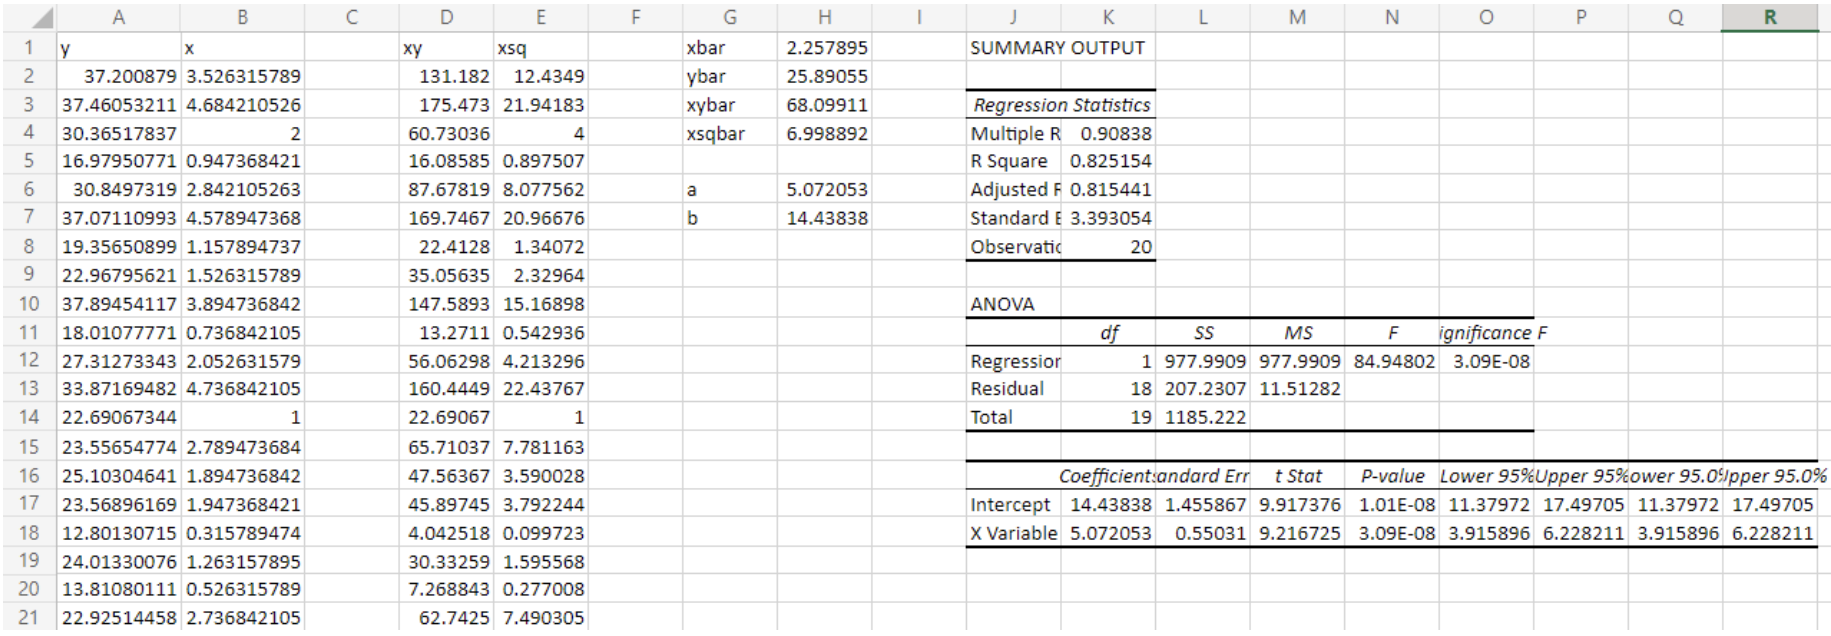 A B C D E F G H I J K L M N O P Q R
1 y x xy xsq xbar 2.257895 SUMMARY OUTPUT
2 37.200879 3.526315789 131.182 12.4349 ybar 25.89055
3 37.46053211 4.684210526 175.473 21.94183 xybar 68.09911 Regression Statistics
4 30.36517837 2 60.73036 4 xsqbar 6.998892 Multiple R 0.90838
5 16.97950771 0.947368421 16.08585 0.897507 R Square 0.825154
6 30.8497319 2.842105263 87.67819 8.077562 a 5.072053 Adjusted F 0.815441
7 37.07110993 4.578947368 169.7467 20.96676 b 14.43838 Standard E 3.393054
8 19.35650899 1.157894737 22.4128 1.34072 Observatic 20
9 22.96795621 1.526315789 35.05635 2.32964
10 37.89454117 3.894736842 147.5893 15.16898 ANOVA
11 18.01077771 0.736842105 13.2711 0.542936 df SS MS F ignificance F
12 27.31273343 2.052631579 56.06298 4.213296 Regression 1 977.9909 977.9909 84.94802 3.09E-08
13 33.87169482 4.736842105 160.4449 22.43767 Residual 18 207.2307 11.51282
14 22.69067344 1 22.69067 1 Total 19 1185.222
15 23.55654774 2.789473684 65.71037 7.781163
16 25.10304641 1.894736842 47.56367 3.590028 Coefficients andard Err t Stat P-value Lower 95% Upper 95% ower 95.0% Upper 95.0%
17 23.56896169 1.947368421 45.89745 3.792244 Intercept 14.43838 1.455867 9.917376 1.01E-08 11.37972 17.49705 11.37972 17.49705
18 12.80130715 0.315789474 4.042518 0.099723 X Variable 5.072053 0.55031 9.216725 3.09E-08 3.915896 6.228211 3.915896 6.228211
19 24.01330076 1.263157895 30.33259 1.595568
20 13.81080111 0.526315789 7.268843 0.277008
21 22.92514458 2.736842105 62.7425 7.490305